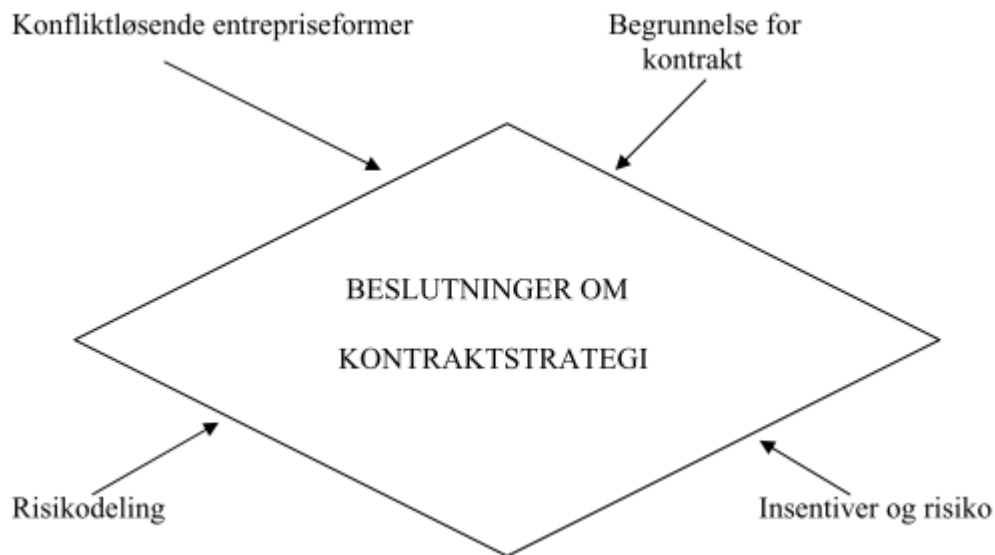 Konfliktløsende entrepriseformer
Begrunnelse for
kontrakt
BESLUTNINGER OM
KONTRAKTSTRATEGI
Risikodeling
Insentiver og risiko